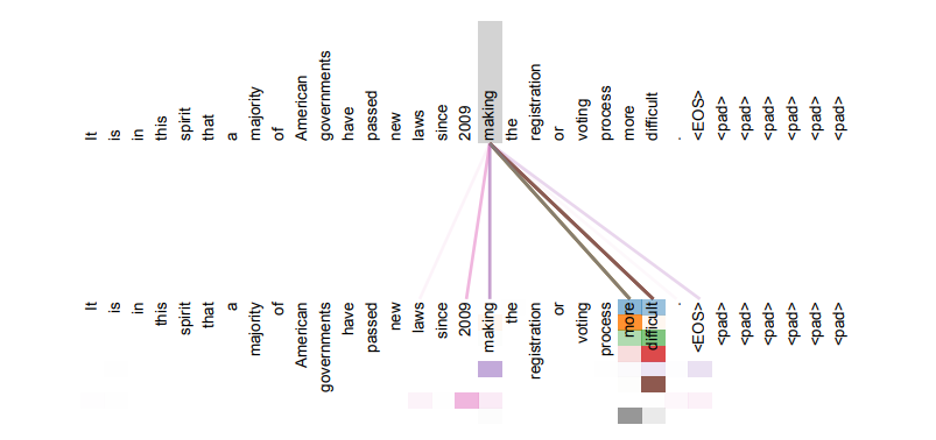 It is in this spirit that a majority of American governments have passed new laws since 2009 making the registration or voting process more difficult . <EOS> <pad> <pad> <pad> <pad> <pad> <pad>
It is in this spirit that a majority of American governments have passed new laws since 2009 making the registration or voting process more difficult . <EOS> <pad> <pad> <pad> <pad> <pad> <pad>